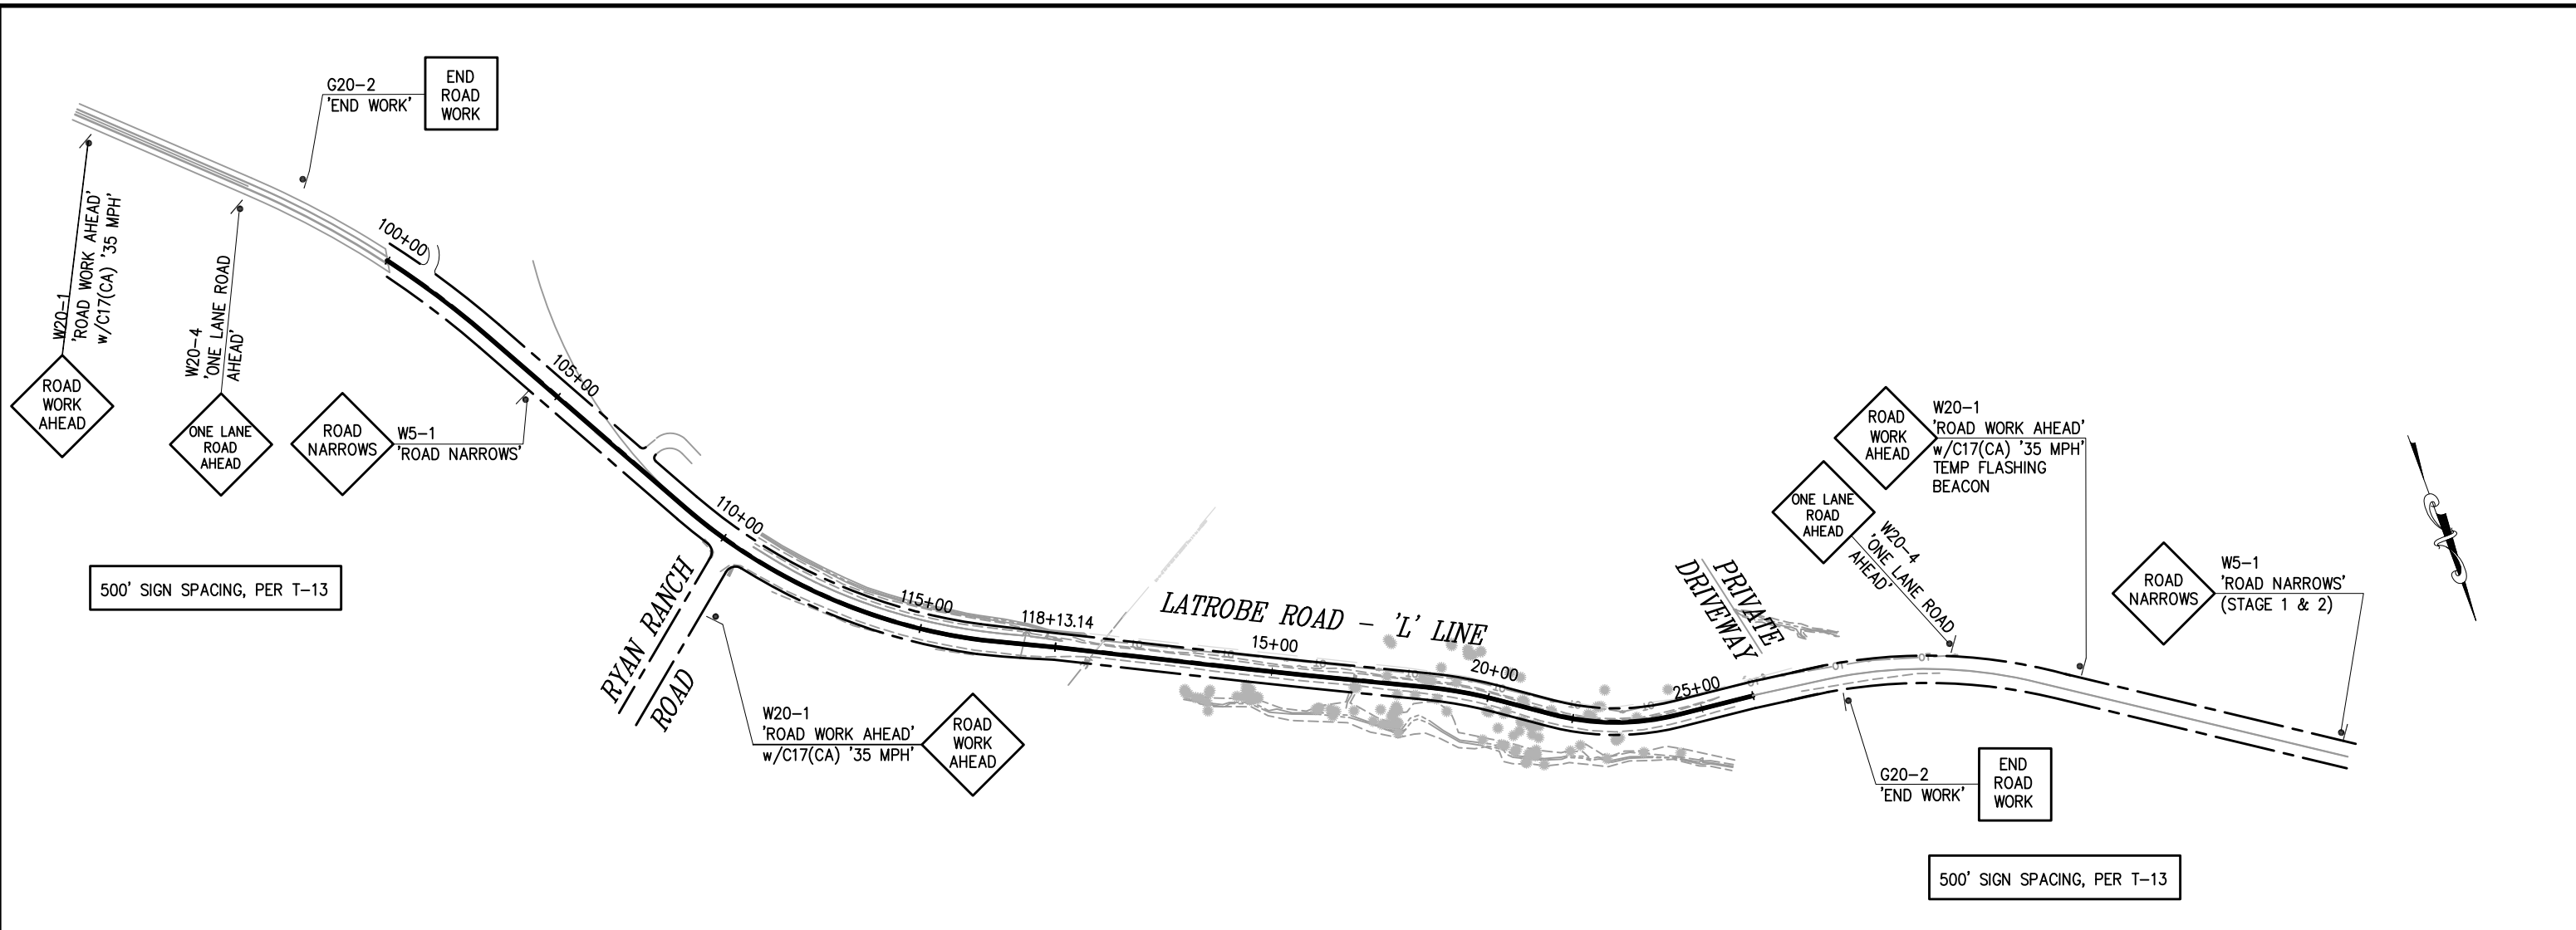 G20-2
'END WORK'
END
ROAD
WORK
W20-1
'ROAD WORK AHEAD'
w/C17(CA) '35 MPH'
ROAD
WORK
AHEAD
W20-4
'ONE LANE ROAD
AHEAD'
ONE LANE
ROAD
AHEAD
ROAD
NARROWS
W5-1
'ROAD NARROWS'
500' SIGN SPACING, PER T-13
100+00
105+00
110+00
115+00
118+13.14
RYAN RANCH
ROAD
W20-1
'ROAD WORK AHEAD'
w/C17(CA) '35 MPH'
ROAD
WORK
AHEAD
LATROBE ROAD - 'L' LINE
15+00
20+00
25+00
PRIVATE
DRIVEWAY
ROAD
WORK
AHEAD
W20-1
'ROAD WORK AHEAD'
w/C17(CA) '35 MPH'
TEMP FLASHING
BEACON
ONE LANE
ROAD
AHEAD
W20-4
'ONE LANE ROAD
AHEAD'
ROAD
NARROWS
W5-1
'ROAD NARROWS'
(STAGE 1 & 2)
G20-2
'END WORK'
END
ROAD
WORK
500' SIGN SPACING, PER T-13